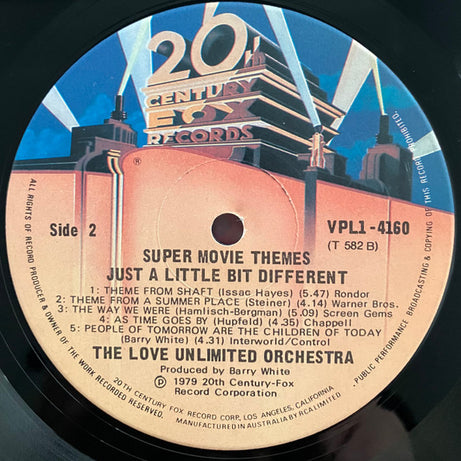 20th
CENTURY
FOX
RECORDS
®
Side 2
VPL1-4160
(T 582 B)
SUPER MOVIE THEMES
JUST A LITTLE BIT DIFFERENT
1: THEME FROM SHAFT (Issac Hayes) (5.47) Rondor
2: THEME FROM A SUMMER PLACE (Steiner) (4.14) Warner Bros.
3: THE WAY WE WERE (Hamlisch-Bergman) (5.09) Screen Gems
4: AS TIME GOES BY (Hupfeld) (4.35) Chappell
5: PEOPLE OF TOMORROW ARE THE CHILDREN OF TODAY
(Barry White) (4.31) Interworld/Control
THE LOVE UNLIMITED ORCHESTRA
Produced by Barry White
Ⓟ 1979 20th Century-Fox
Record Corporation
20TH CENTURY FOX RECORD CORP, LOS ANGELES, CALIFORNIA
MANUFACTURED IN AUSTRALIA BY RCA LIMITED
ALL RIGHTS OF RECORD PRODUCER & OWNER OF THE WORK RECORDED RESERVED.
PUBLIC PERFORMANCE BROADCASTING & COPYING OF THIS RECORD PROHIBITED.